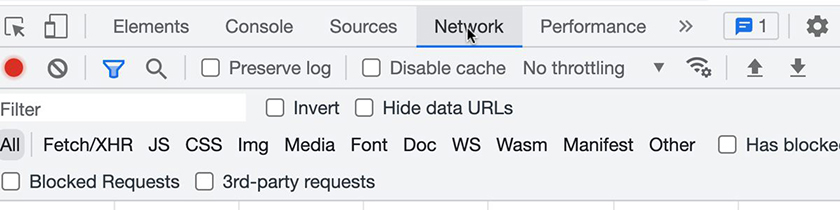 Elements Console Sources Network Performance » 1
Preserve log Disable cache No throttling
Filter Invert Hide data URLs
All Fetch/XHR JS CSS Img Media Font Doc WS Wasm Manifest Other Has blocke
Blocked Requests 3rd-party requests